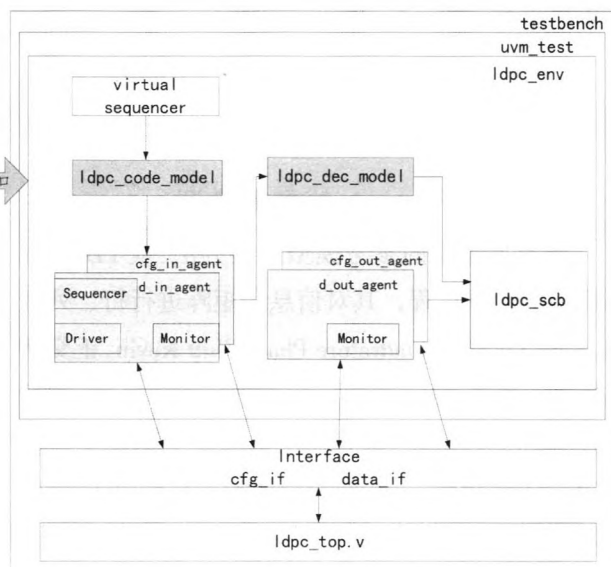 testbench
uvm_test
ldpc_env
virtual
sequencer
ldpc_code_model
ldpc_dec_model
cfg_in_agent
d_in_agent
Sequencer
Driver
Monitor
cfg_out_agent
d_out_agent
Monitor
ldpc_scb
Interface
cfg_if data_if
ldpc_top.v